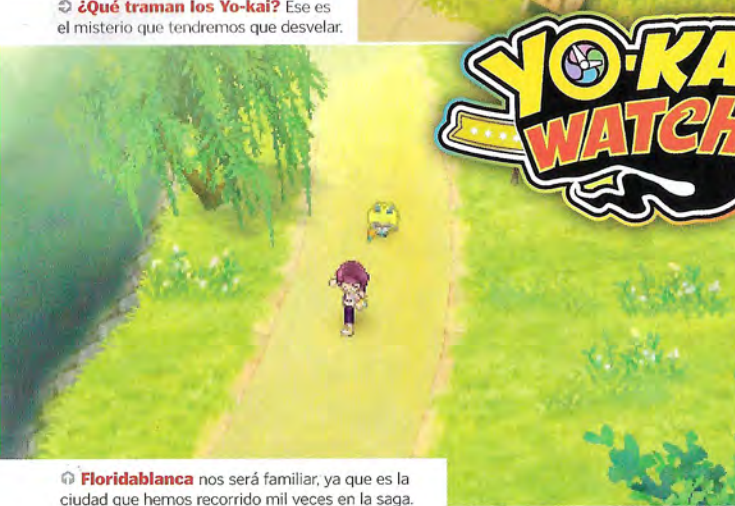 ¿Qué traman los Yo-kai? Ese es
el misterio que tendremos que desvelar.
YO-KA
WATCH
Floridablanca nos será familiar, ya que es la
ciudad que hemos recorrido mil veces en la saga.